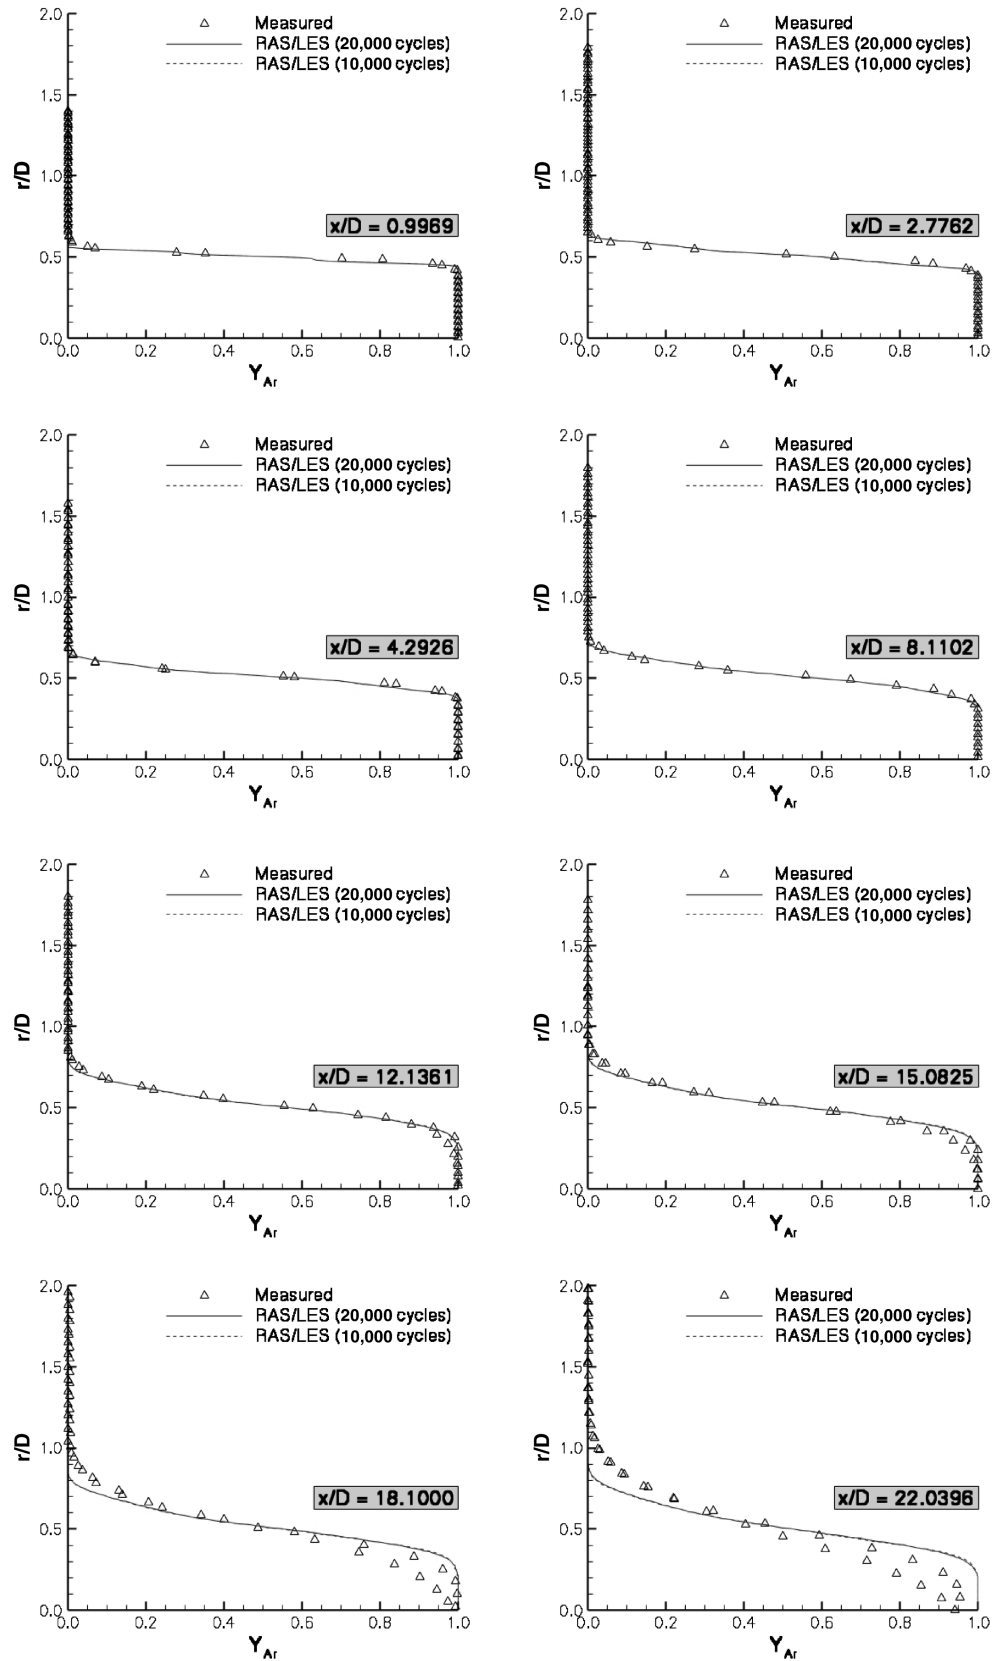 2.0
Measured
RAS/LES (20,000 cycles)
RAS/LES (10,000 cycles)
1.5
r/D
1.0
x/D = 0.9969
0.5
0.0
0.0 0.2 0.4 0.6 0.8 1.0
Y Ar
2.0
Measured
RAS/LES (20,000 cycles)
RAS/LES (10,000 cycles)
1.5
r/D
1.0
x/D = 2.7762
0.5
0.0
0.0 0.2 0.4 0.6 0.8 1.0
Y Ar
2.0
Measured
RAS/LES (20,000 cycles)
RAS/LES (10,000 cycles)
1.5
r/D
1.0
x/D = 4.2926
0.5
0.0
0.0 0.2 0.4 0.6 0.8 1.0
Y Ar
2.0
Measured
RAS/LES (20,000 cycles)
RAS/LES (10,000 cycles)
1.5
r/D
1.0
x/D = 8.1102
0.5
0.0
0.0 0.2 0.4 0.6 0.8 1.0
Y Ar
2.0
Measured
RAS/LES (20,000 cycles)
RAS/LES (10,000 cycles)
1.5
r/D
1.0
x/D = 12.1361
0.5
0.0
0.0 0.2 0.4 0.6 0.8 1.0
Y Ar
2.0
Measured
RAS/LES (20,000 cycles)
RAS/LES (10,000 cycles)
1.5
r/D
1.0
x/D = 15.0825
0.5
0.0
0.0 0.2 0.4 0.6 0.8 1.0
Y Ar
2.0
Measured
RAS/LES (20,000 cycles)
RAS/LES (10,000 cycles)
1.5
r/D
1.0
x/D = 18.1000
0.5
0.0
0.0 0.2 0.4 0.6 0.8 1.0
Y Ar
2.0
Measured
RAS/LES (20,000 cycles)
RAS/LES (10,000 cycles)
1.5
r/D
1.0
x/D = 22.0396
0.5
0.0
0.0 0.2 0.4 0.6 0.8 1.0
Y Ar